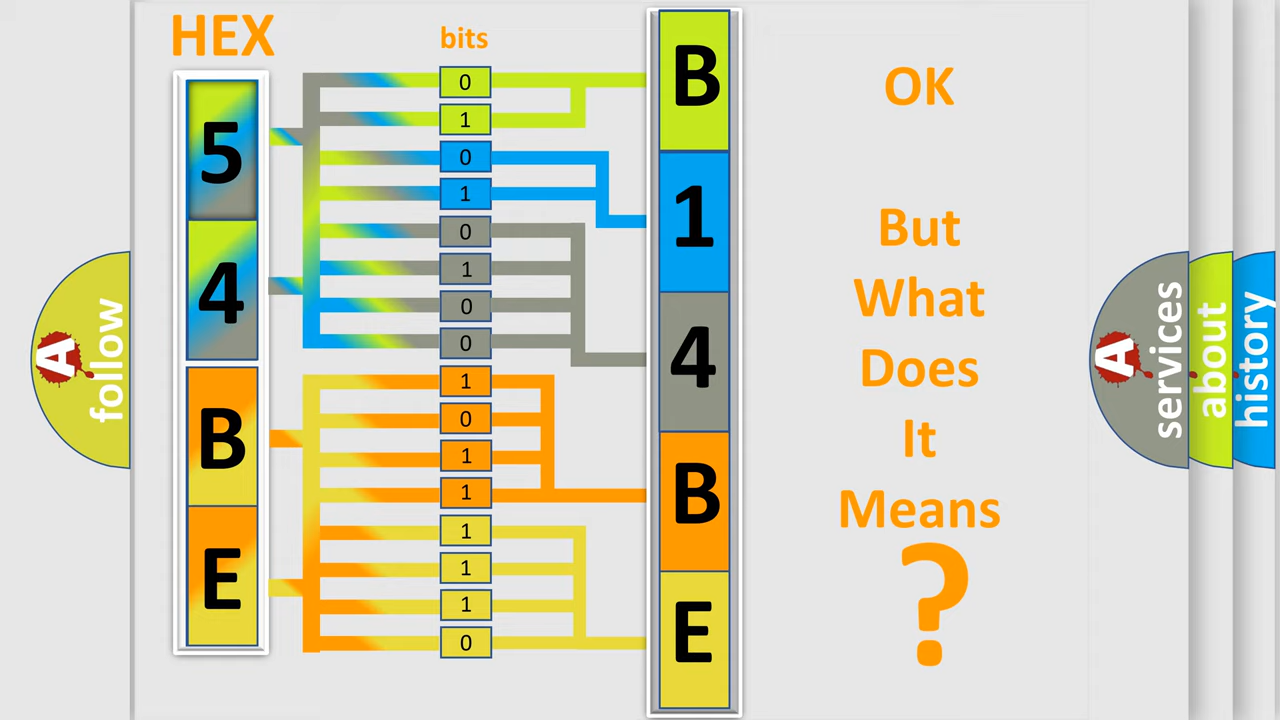 HEX
bits
5
4
B
E
0
1
0
1
0
1
0
0
1
0
1
1
1
1
1
0
B
1
4
B
E
OK
But
What
Does
It
Means
?
A
follow
A
services
about
history